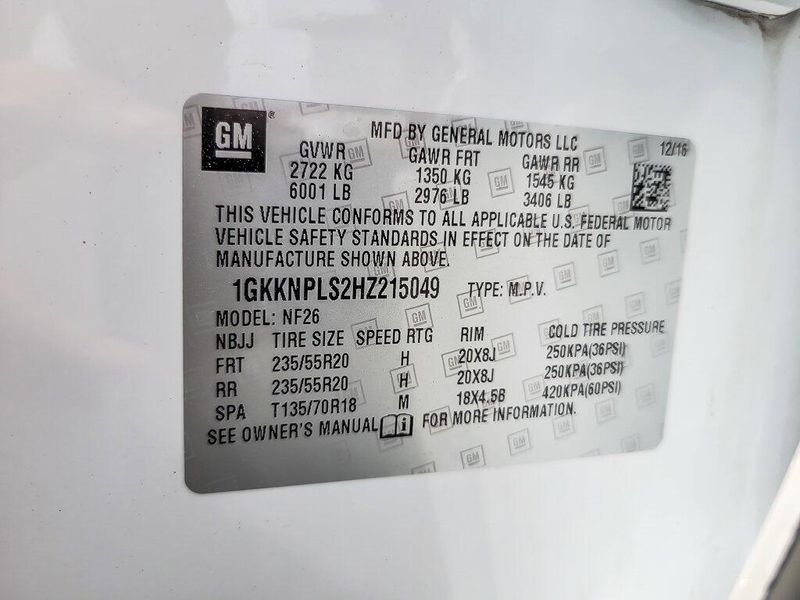 GM ® MFD BY GENERAL MOTORS LLC 12/16
GVWR GAWR FRT GAWR RR
2722 KG 1350 KG 1545 KG
6001 LB 2976 LB 3406 LB
THIS VEHICLE CONFORMS TO ALL APPLICABLE U.S. FEDERAL MOTOR
VEHICLE SAFETY STANDARDS IN EFFECT ON THE DATE OF
MANUFACTURE SHOWN ABOVE.
1GKKNPLS2HZ215049 TYPE: M.P.V.
MODEL: NF26
NBJJ TIRE SIZE SPEED RTG RIM COLD TIRE PRESSURE
FRT 235/55R20 H 20X8J 250KPA(36PSI)
RR 235/55R20 H 20X8J 250KPA(36PSI)
SPA T135/70R18 M 18X4.5B 420KPA(60PSI)
SEE OWNER'S MANUAL i FOR MORE INFORMATION.